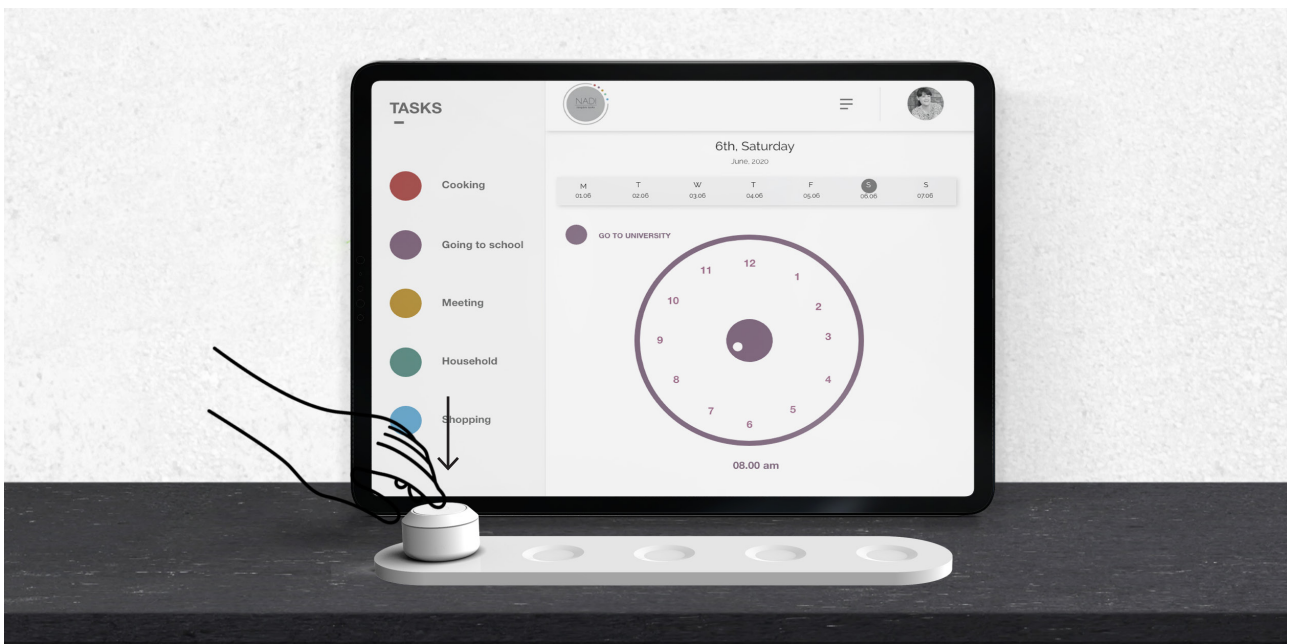 TASKS
Cooking
Going to school
Meeting
Household
Shopping
NADI
6th, Saturday
June, 2020
M T W T F S S
01.06 02.06 03.06 04.06 05.06 06.06 07.06
GO TO UNIVERSITY
12
11 1
10 2
9 3
8 4
7 5
6
08.00 am